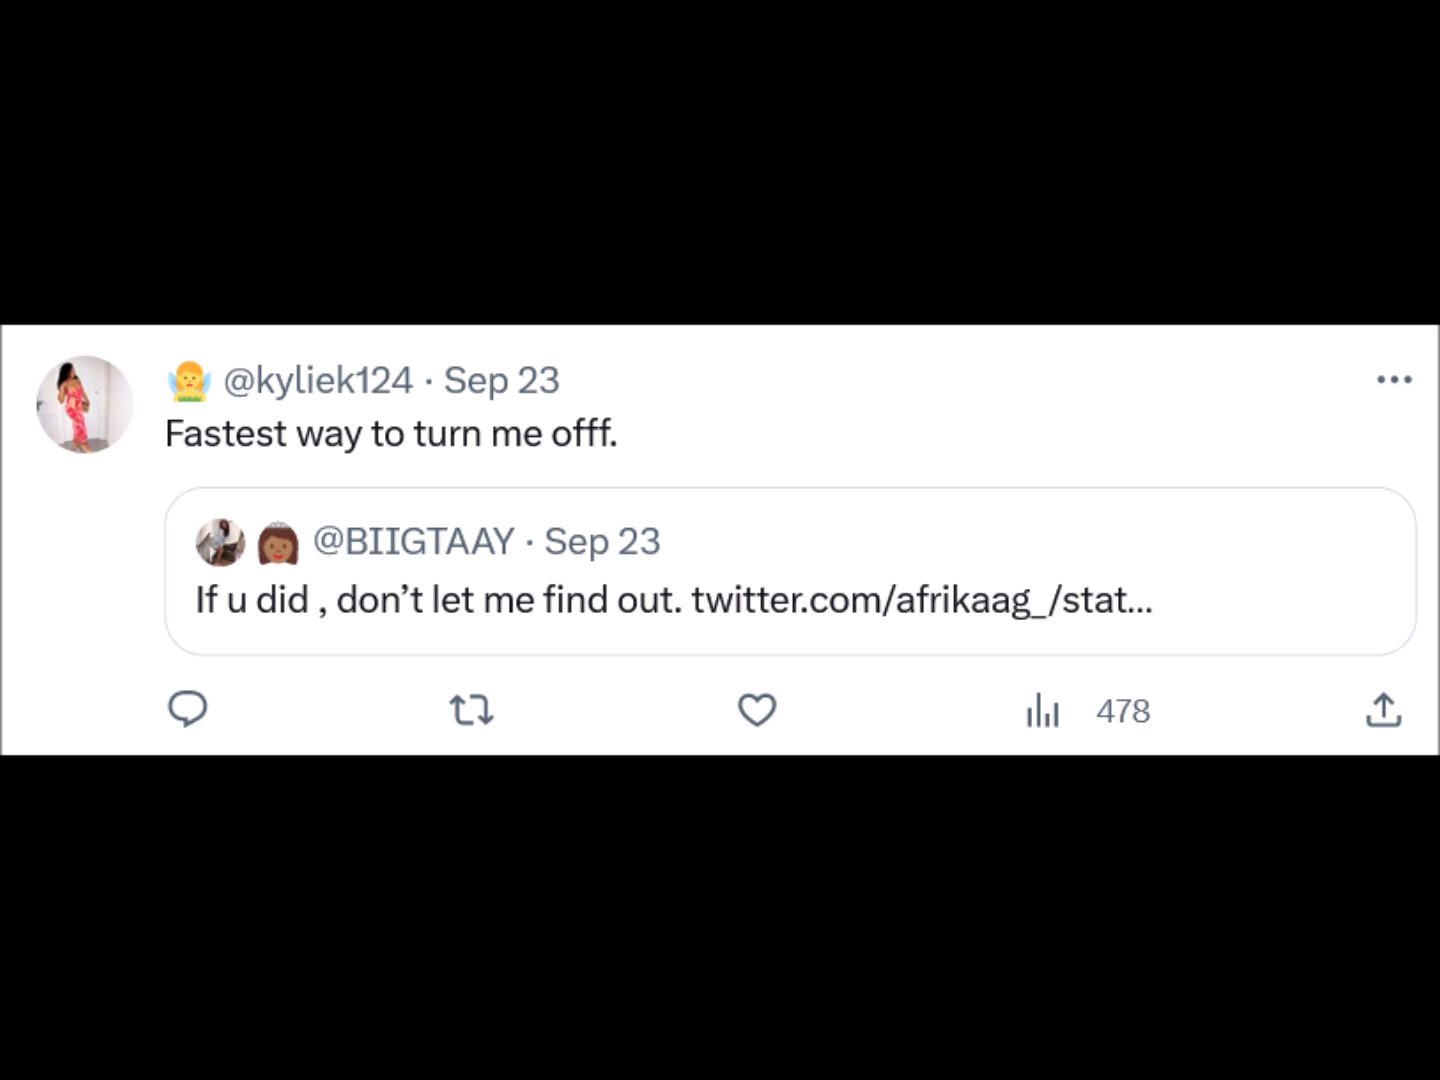 @kyliek124 · Sep 23
Fastest way to turn me offf.
@BIIGTAAY · Sep 23
If u did , don’t let me find out. twitter.com/afrikaag_/stat...
478